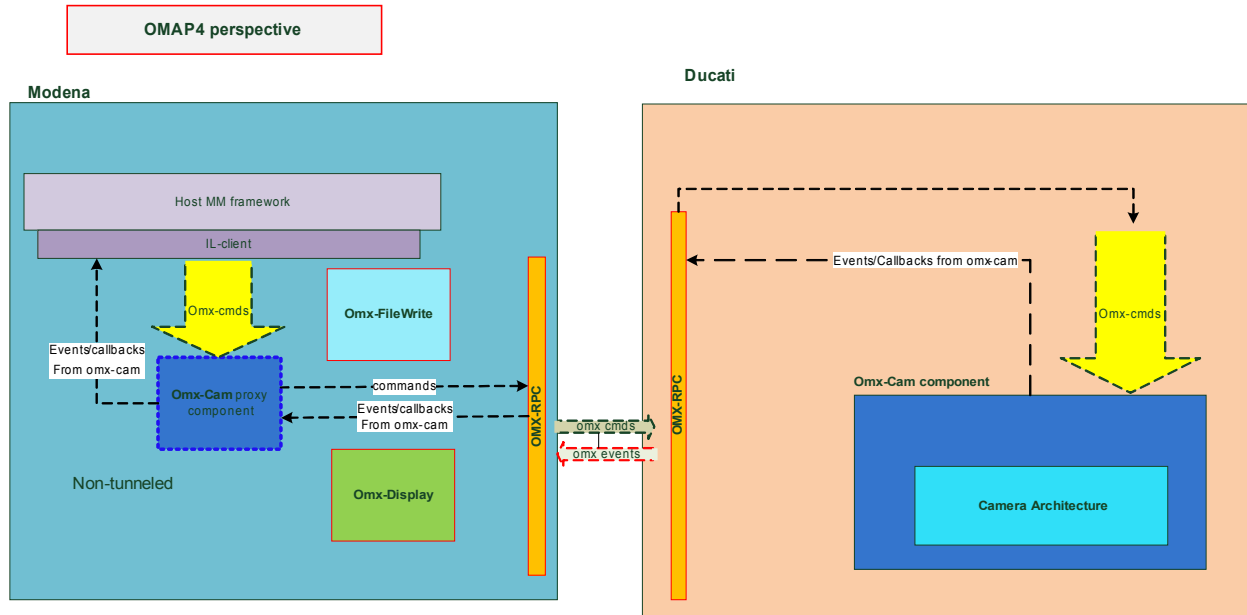 OMAP4 perspective
Modena
Ducati
Host MM framework
IL-client
Omx-cmds
Events/callbacks
From omx-cam
Omx-FileWrite
Omx-Cam proxy
component
commands
Events/callbacks
From omx-cam
OMX-RPC
Non-tunneled
Omx-Display
omx cmds
omx events
OMX-RPC
Events/Callbacks from omx-cam
Omx-cmds
Omx-Cam component
Camera Architecture